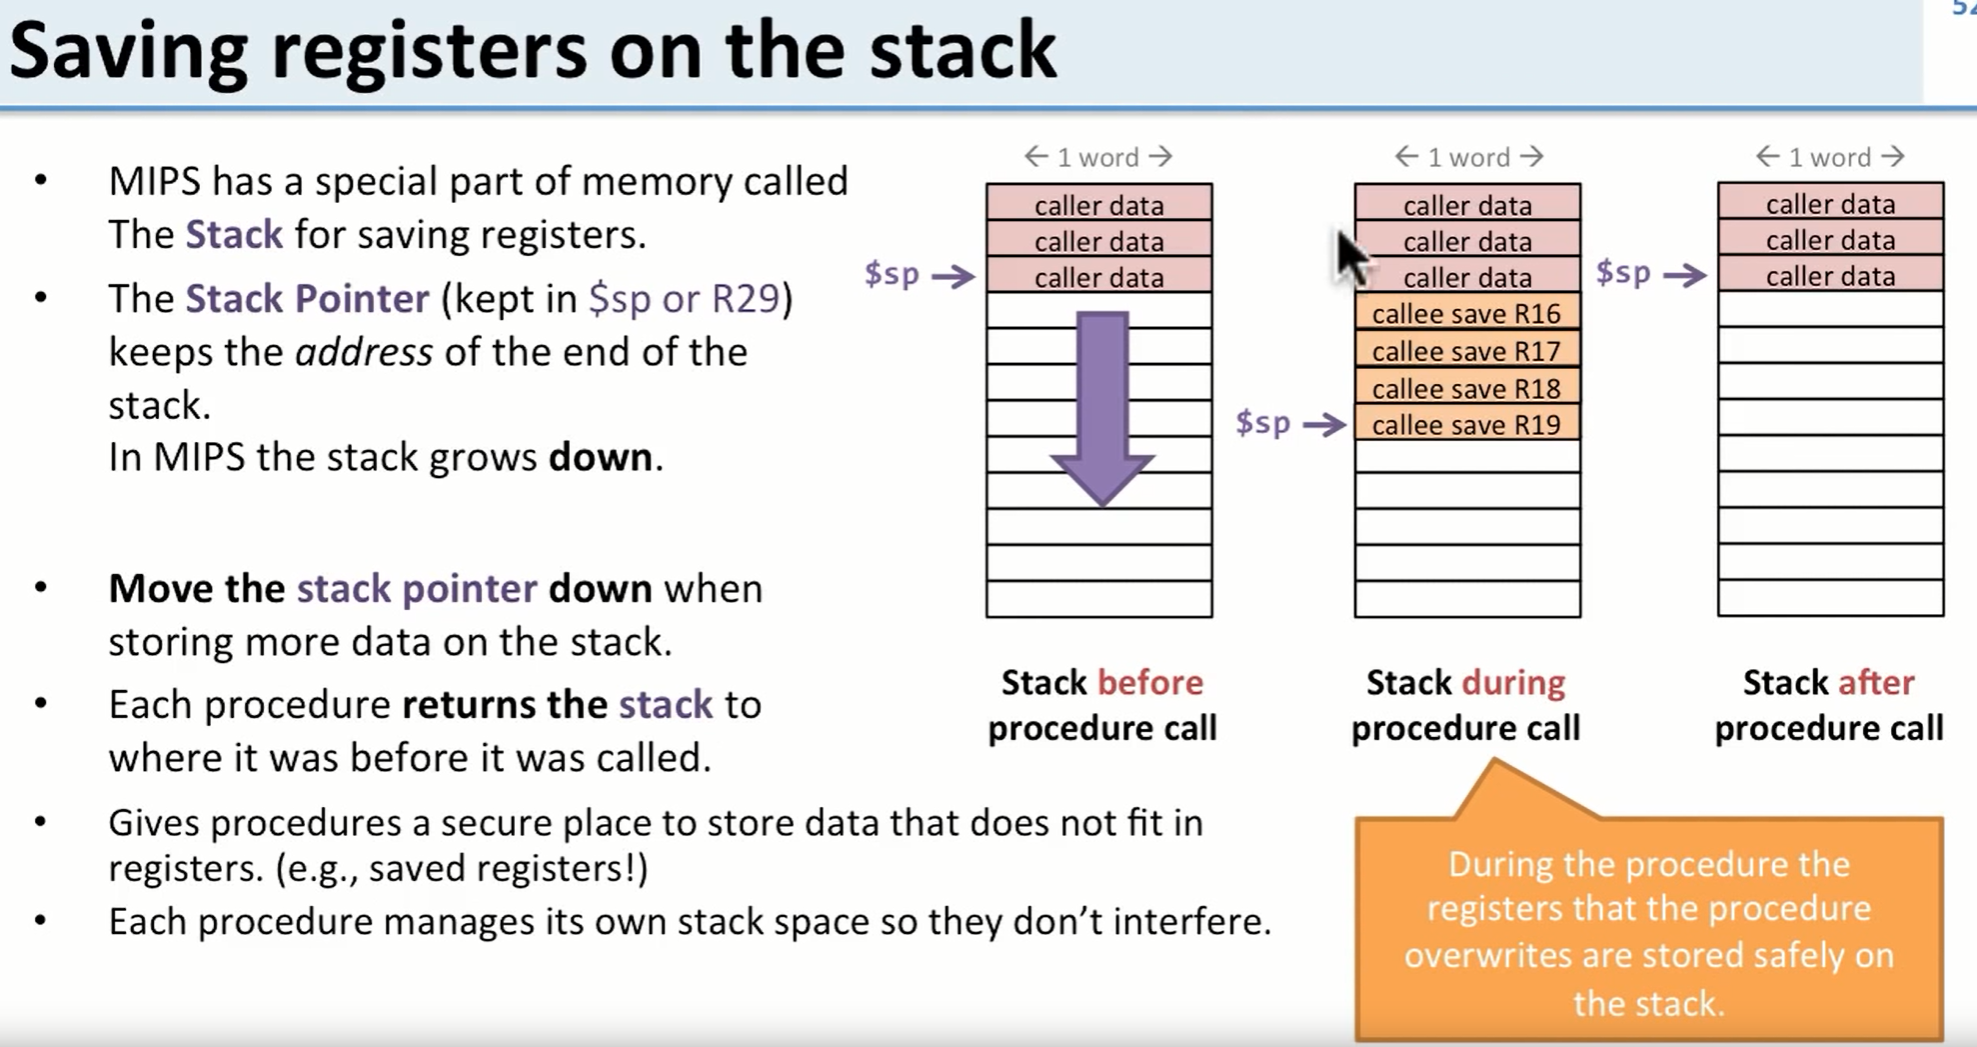 Saving registers on the stack
• MIPS has a special part of memory called
The Stack for saving registers.
• The Stack Pointer (kept in $sp or R29)
keeps the address of the end of the
stack.
In MIPS the stack grows down.
• Move the stack pointer down when
storing more data on the stack.
• Each procedure returns the stack to
where it was before it was called.
• Gives procedures a secure place to store data that does not fit in
registers. (e.g., saved registers!)
• Each procedure manages its own stack space so they don't interfere.
← 1 word →
caller data
caller data
$sp → caller data
Stack before
procedure call
← 1 word →
caller data
caller data
caller data
callee save R16
callee save R17
callee save R18
$sp → callee save R19
Stack during
procedure call
← 1 word →
caller data
caller data
$sp → caller data
Stack after
procedure call
During the procedure the
registers that the procedure
overwrites are stored safely on
the stack.